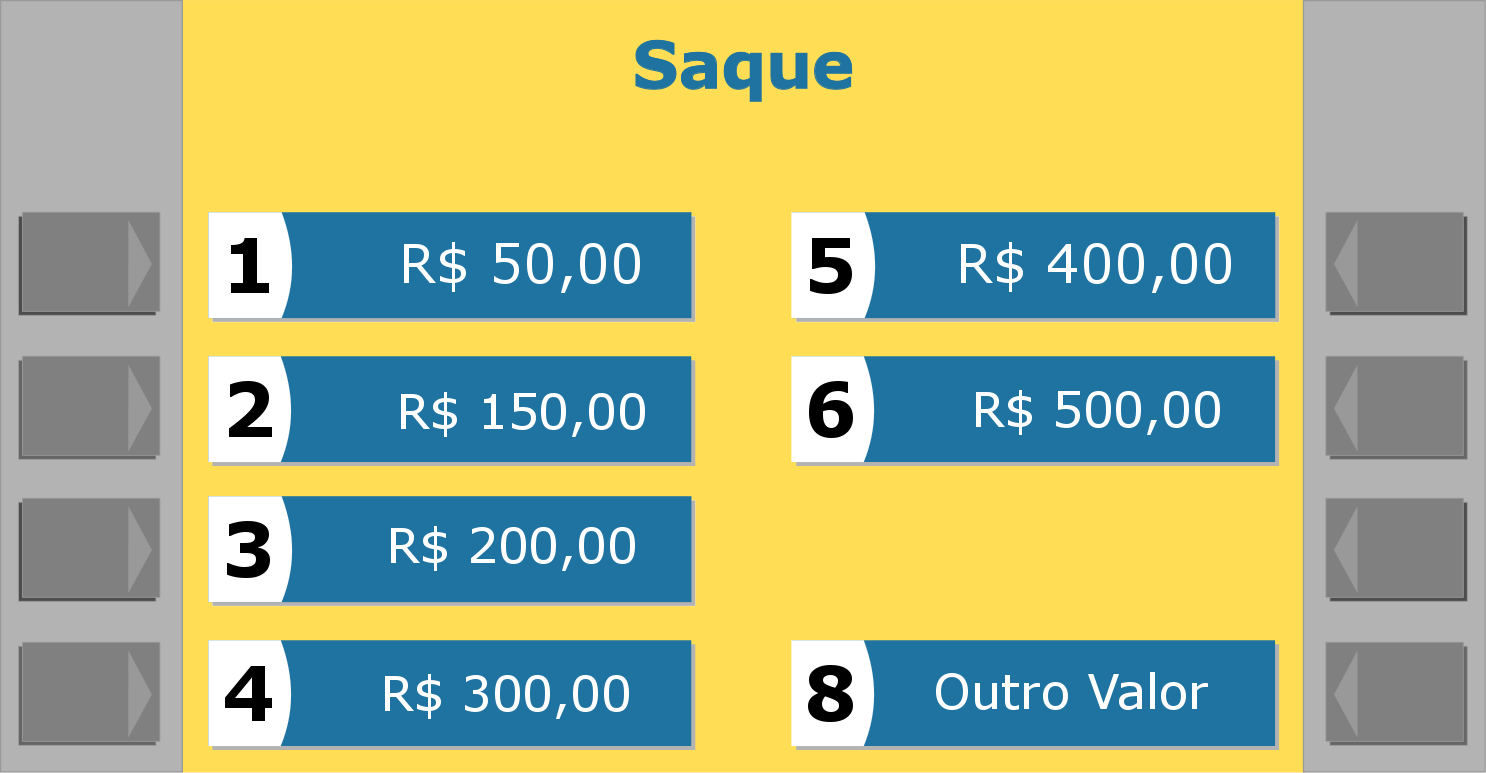 Saque
1 R$ 50,00
2 R$ 150,00
3 R$ 200,00
4 R$ 300,00
5 R$ 400,00
6 R$ 500,00
8 Outro Valor